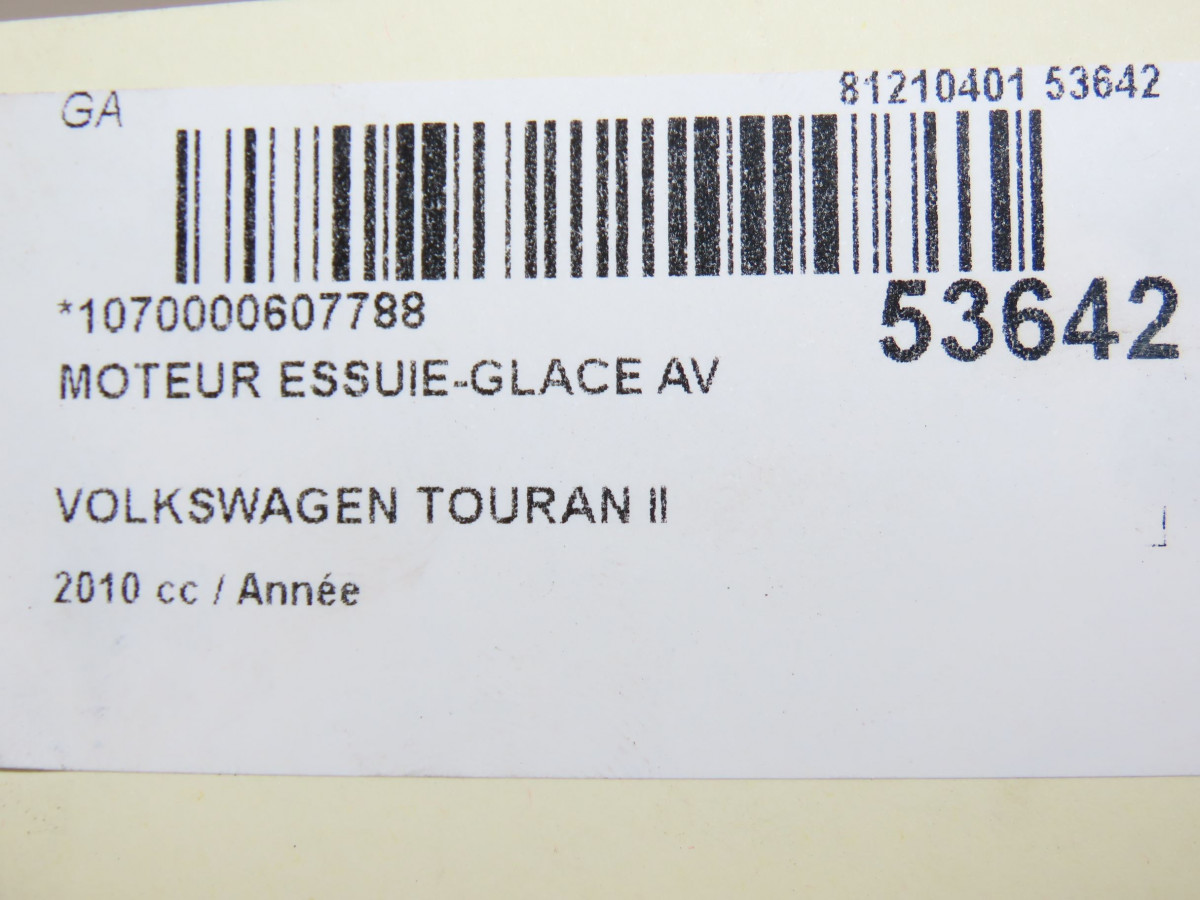 GA
81210401 53642
*1070000607788
53642
MOTEUR ESSUIE-GLACE AV
VOLKSWAGEN TOURAN II
2010 cc / Année